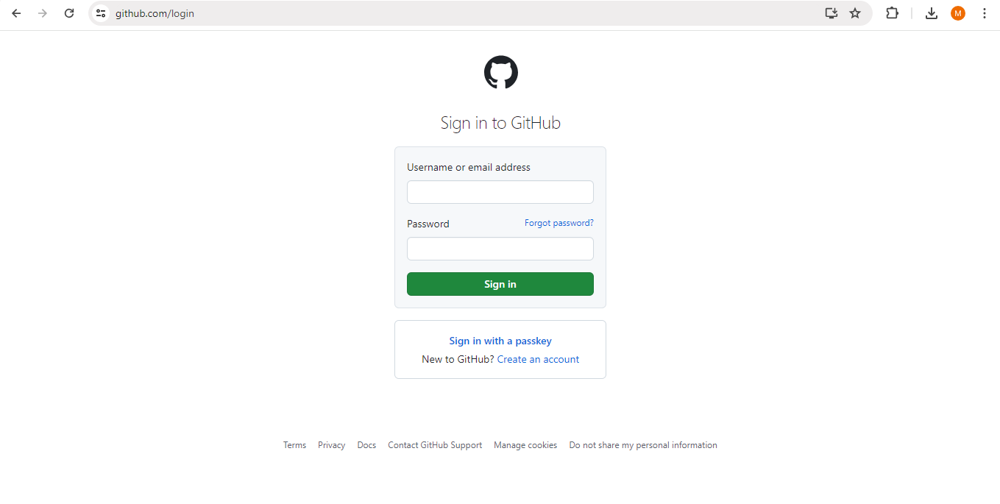 github.com/login
M
Sign in to GitHub
Username or email address
Password Forgot password?
Sign in
Sign in with a passkey
New to GitHub? Create an account
Terms Privacy Docs Contact GitHub Support Manage cookies Do not share my personal information